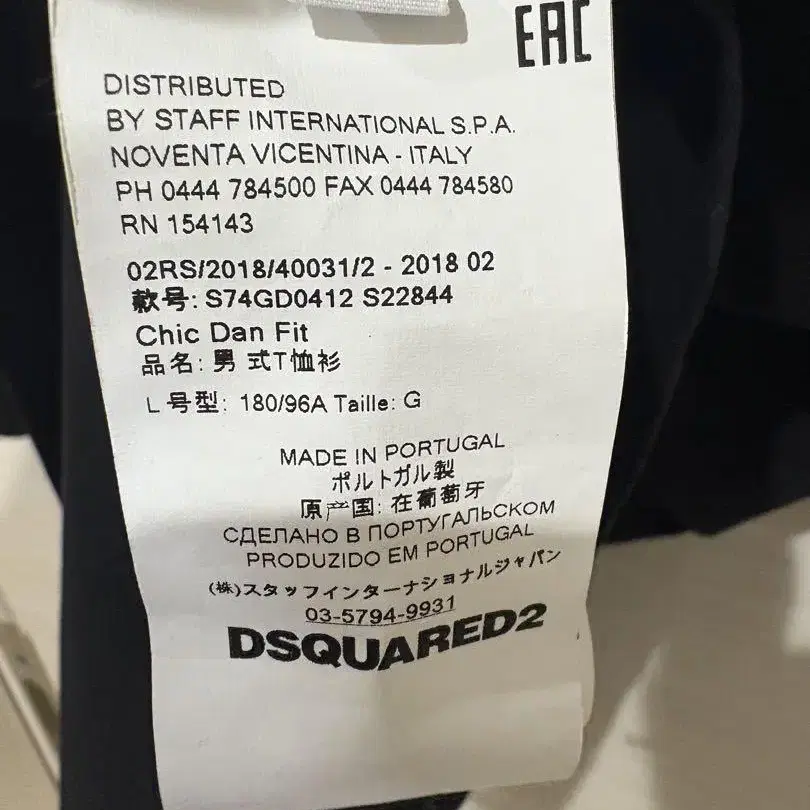 EAC
DISTRIBUTED
BY STAFF INTERNATIONAL S.P.A.
NOVENTA VICENTINA - ITALY
PH 0444 784500 FAX 0444 784580
RN 154143
02RS/2018/40031/2 - 2018 02
款号: S74GD0412 S22844
Chic Dan Fit
品名: 男 式T恤衫
L 号型: 180/96A Taille: G
MADE IN PORTUGAL
ポルトガル製
原产国: 在葡萄牙
СДЕЛАНО В ПОРТУГАЛЬСКОМ
PRODUZIDO EM PORTUGAL
(株)スタッフインターナショナルジャパン
03-5794-9931
DSQUARED2